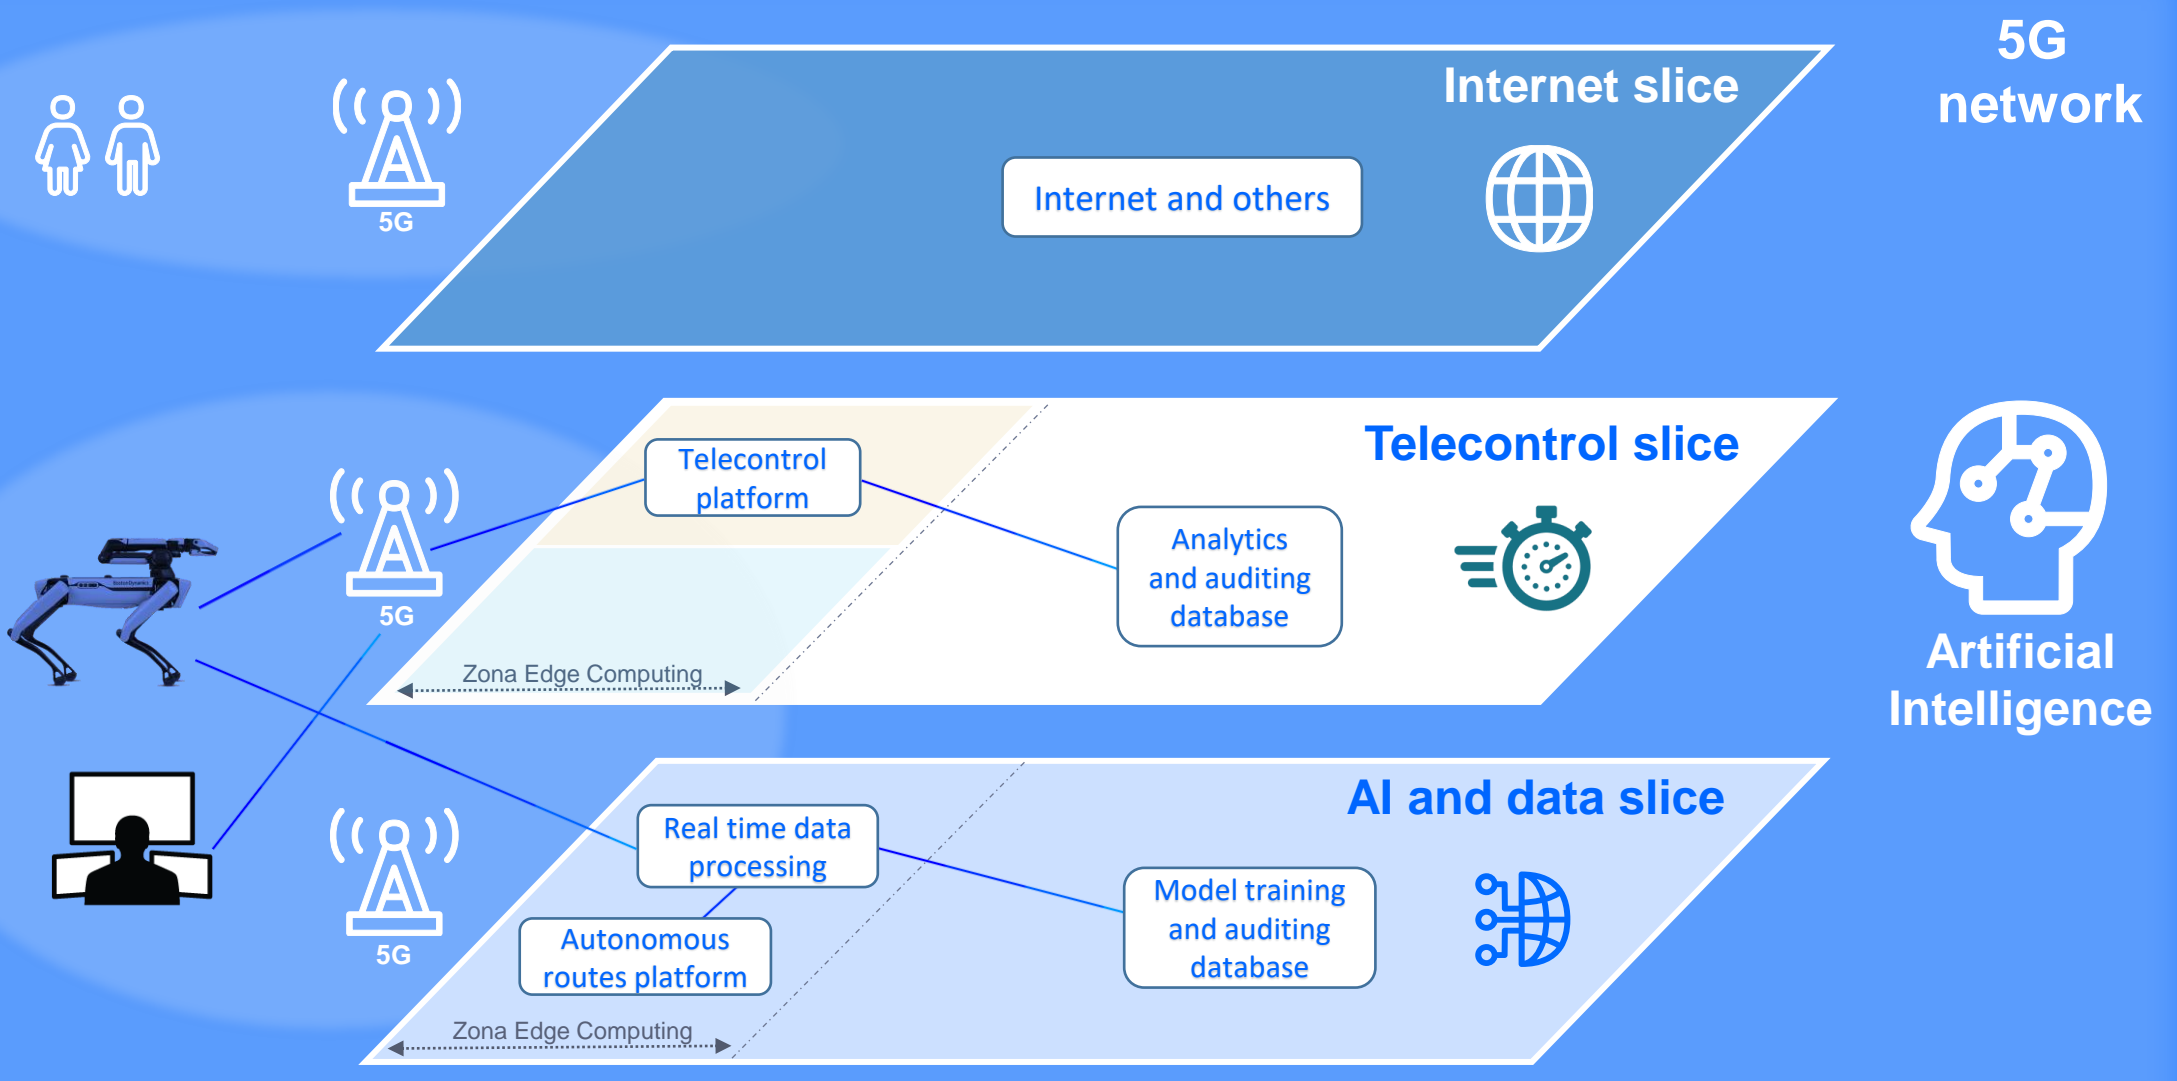 5G
network
Internet slice
Internet and others
5G
Telecontrol slice
Telecontrol
platform
Analytics
and auditing
database
5G
Zona Edge Computing
Artificial
Intelligence
AI and data slice
Real time data
processing
Model training
and auditing
database
Autonomous
routes platform
5G
Zona Edge Computing